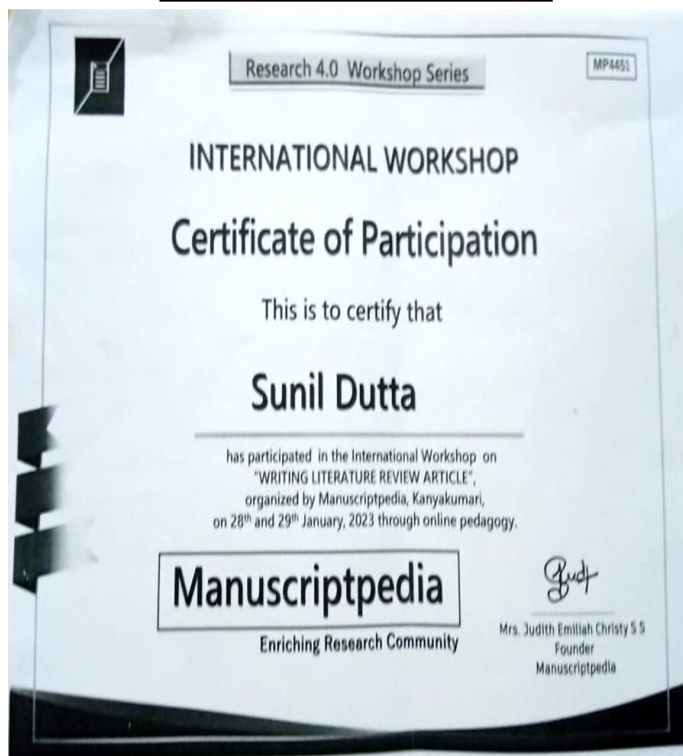 Research 4.0 Workshop Series
MP4451
INTERNATIONAL WORKSHOP
Certificate of Participation
This is to certify that
Sunil Dutta
has participated in the International Workshop on
"WRITING LITERATURE REVIEW ARTICLE",
organized by Manuscriptpedia, Kanyakumari,
on 28th and 29th January, 2023 through online pedagogy.
Manuscriptpedia
Enriching Research Community
Mrs. Judith Emiliah Christy S S
Founder
Manuscriptpedia